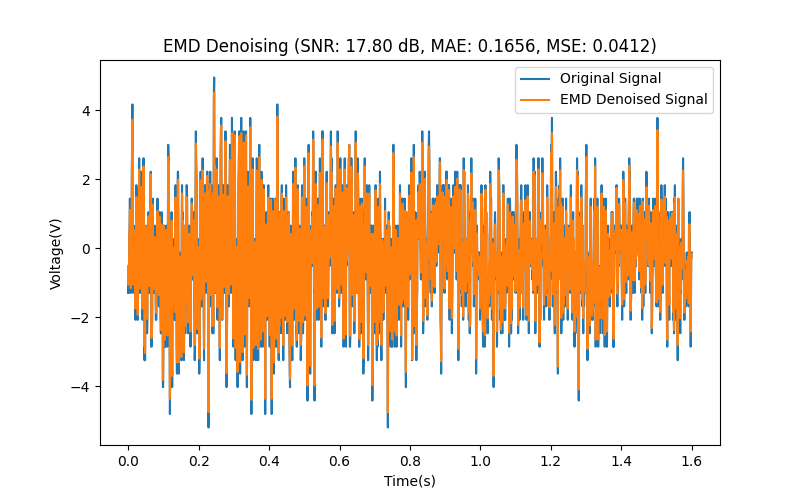 EMD Denoising (SNR: 17.80 dB, MAE: 0.1656, MSE: 0.0412)
Original Signal
EMD Denoised Signal
Voltage(V)
4
2
0
−2
−4
0.0 0.2 0.4 0.6 0.8 1.0 1.2 1.4 1.6
Time(s)